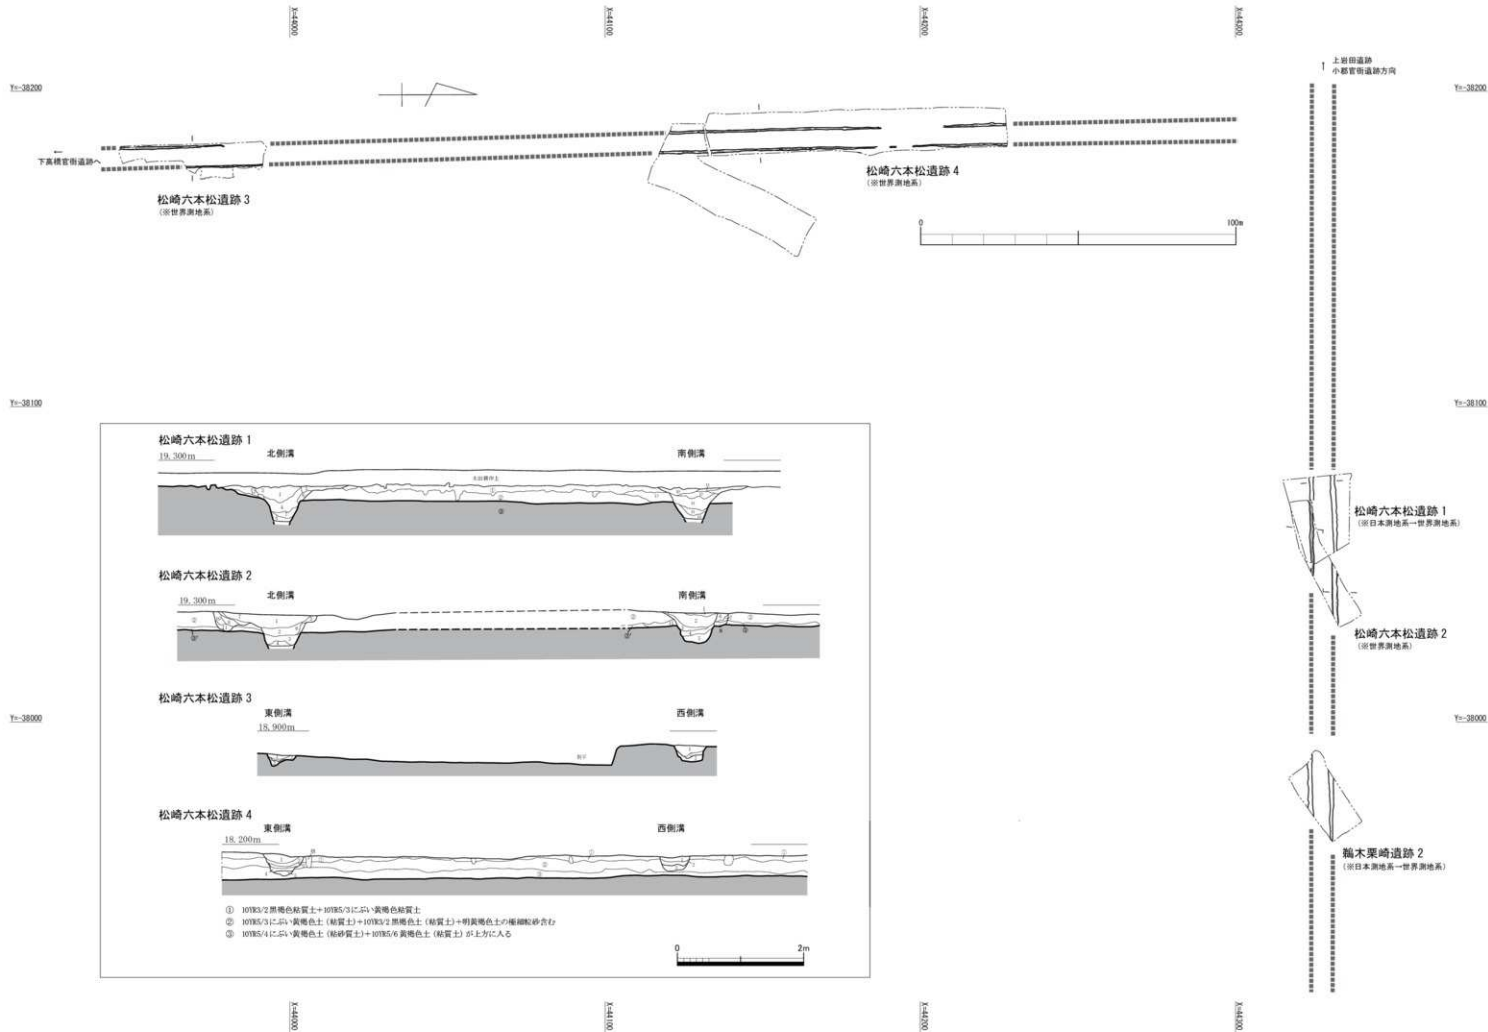 X=44000
X=44100
X=44200
X=44300
Y=-38200
Y=-38200
↑ 上岩田遺跡
小郡官衙遺跡方向
←
下高橋官衙遺跡へ
松崎六本松遺跡 3
(※世界測地系)
松崎六本松遺跡 4
(※世界測地系)
0
100m
Y=-38100
Y=-38100
松崎六本松遺跡 1
19.300m
北側溝
南側溝
水田耕作土
①
②
③
松崎六本松遺跡 1
(※日本測地系→世界測地系)
松崎六本松遺跡 2
19.300m
北側溝
南側溝
松崎六本松遺跡 2
(※世界測地系)
松崎六本松遺跡 3
東側溝
西側溝
18.900m
削平
Y=-38000
Y=-38000
松崎六本松遺跡 4
東側溝
西側溝
18.200m
鵜木栗崎遺跡 2
(※日本測地系→世界測地系)
① 10YR3/2 黒褐色粘質土+10YR5/3にぶい黄褐色粘質土
② 10YR5/3にぶい黄褐色土(粘質土)+10YR3/2 黒褐色土(粘質土)+明黄褐色土の極細粒砂含む
③ 10YR5/4にぶい黄褐色土(粘砂質土)+10YR5/6 黄褐色土(粘質土)が上方に入る
0
2m
X=44000
X=44100
X=44200
X=44300